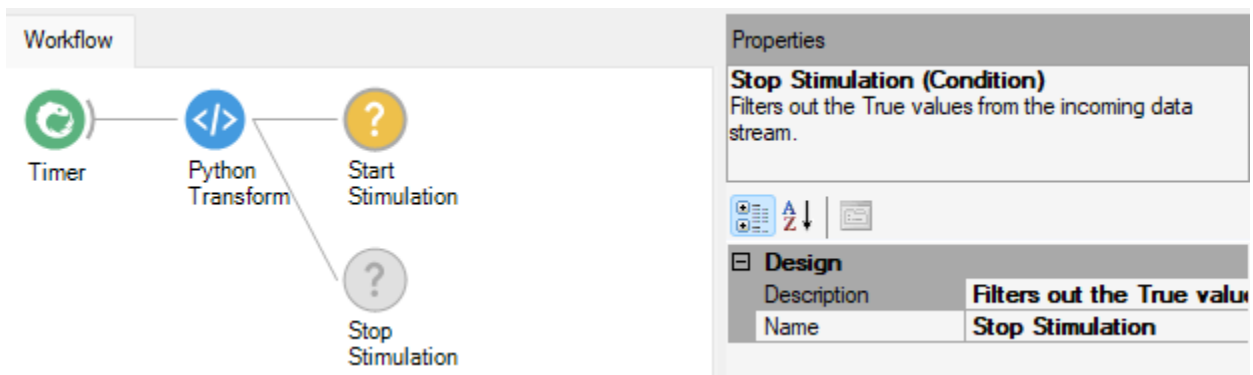 Workflow
Timer
Python
Transform
Start
Stimulation
Stop
Stimulation
Properties
Stop Stimulation (Condition)
Filters out the True values from the incoming data
stream.
Design
Description Filters out the True valu
Name Stop Stimulation